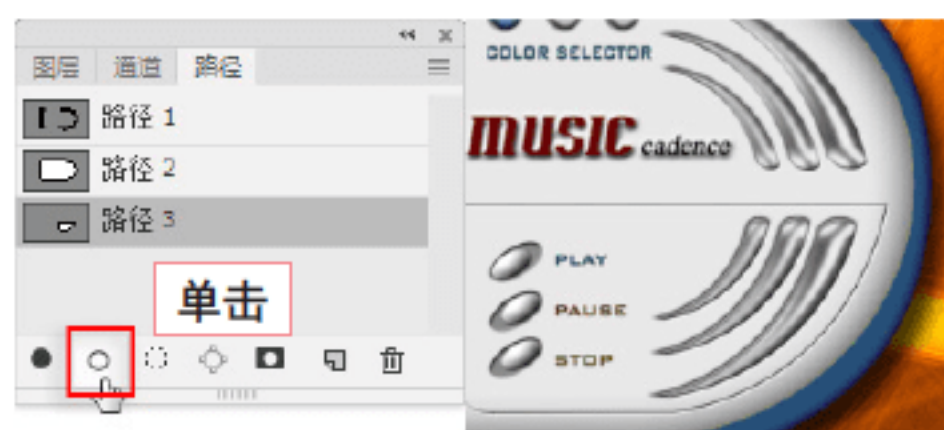 图层 通道 路径
路径 1
路径 2
路径 3
单击
COLOR SELECTOR
MUSIC cadence
PLAY
PAUSE
STOP